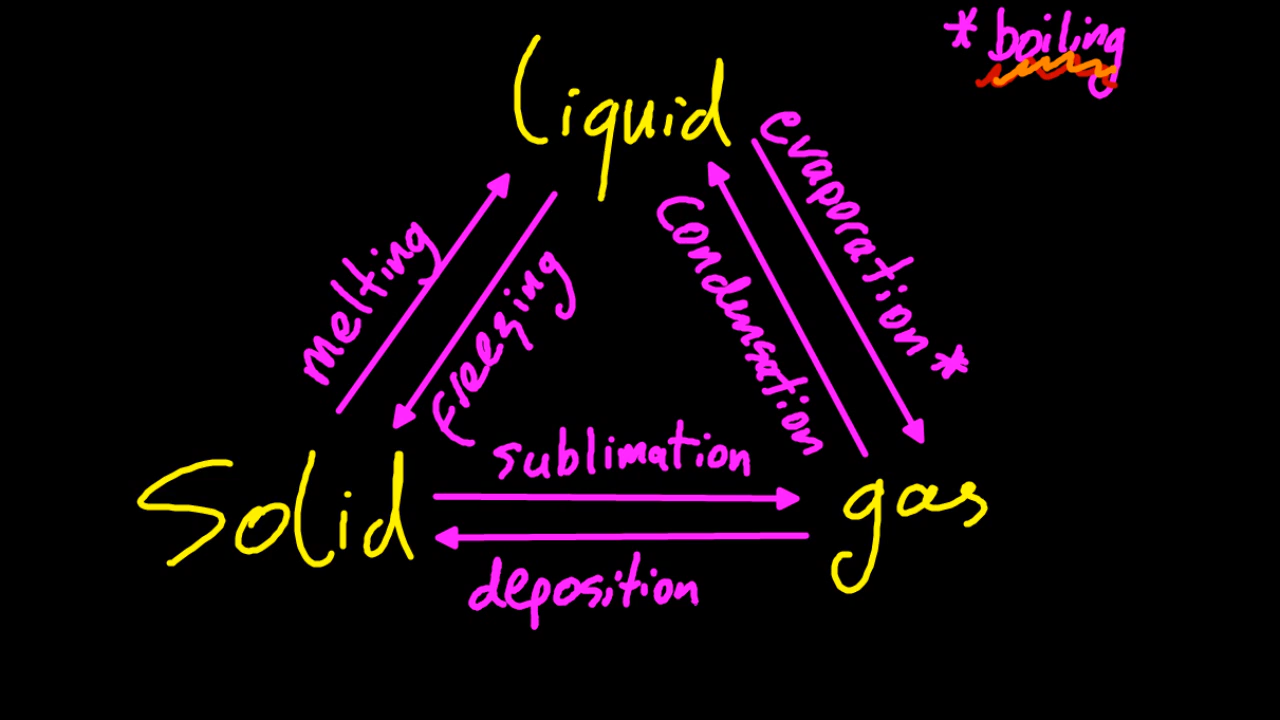 * boiling
Liquid
evaporation *
condensation
melting
freezing
sublimation
Solid
gas
deposition